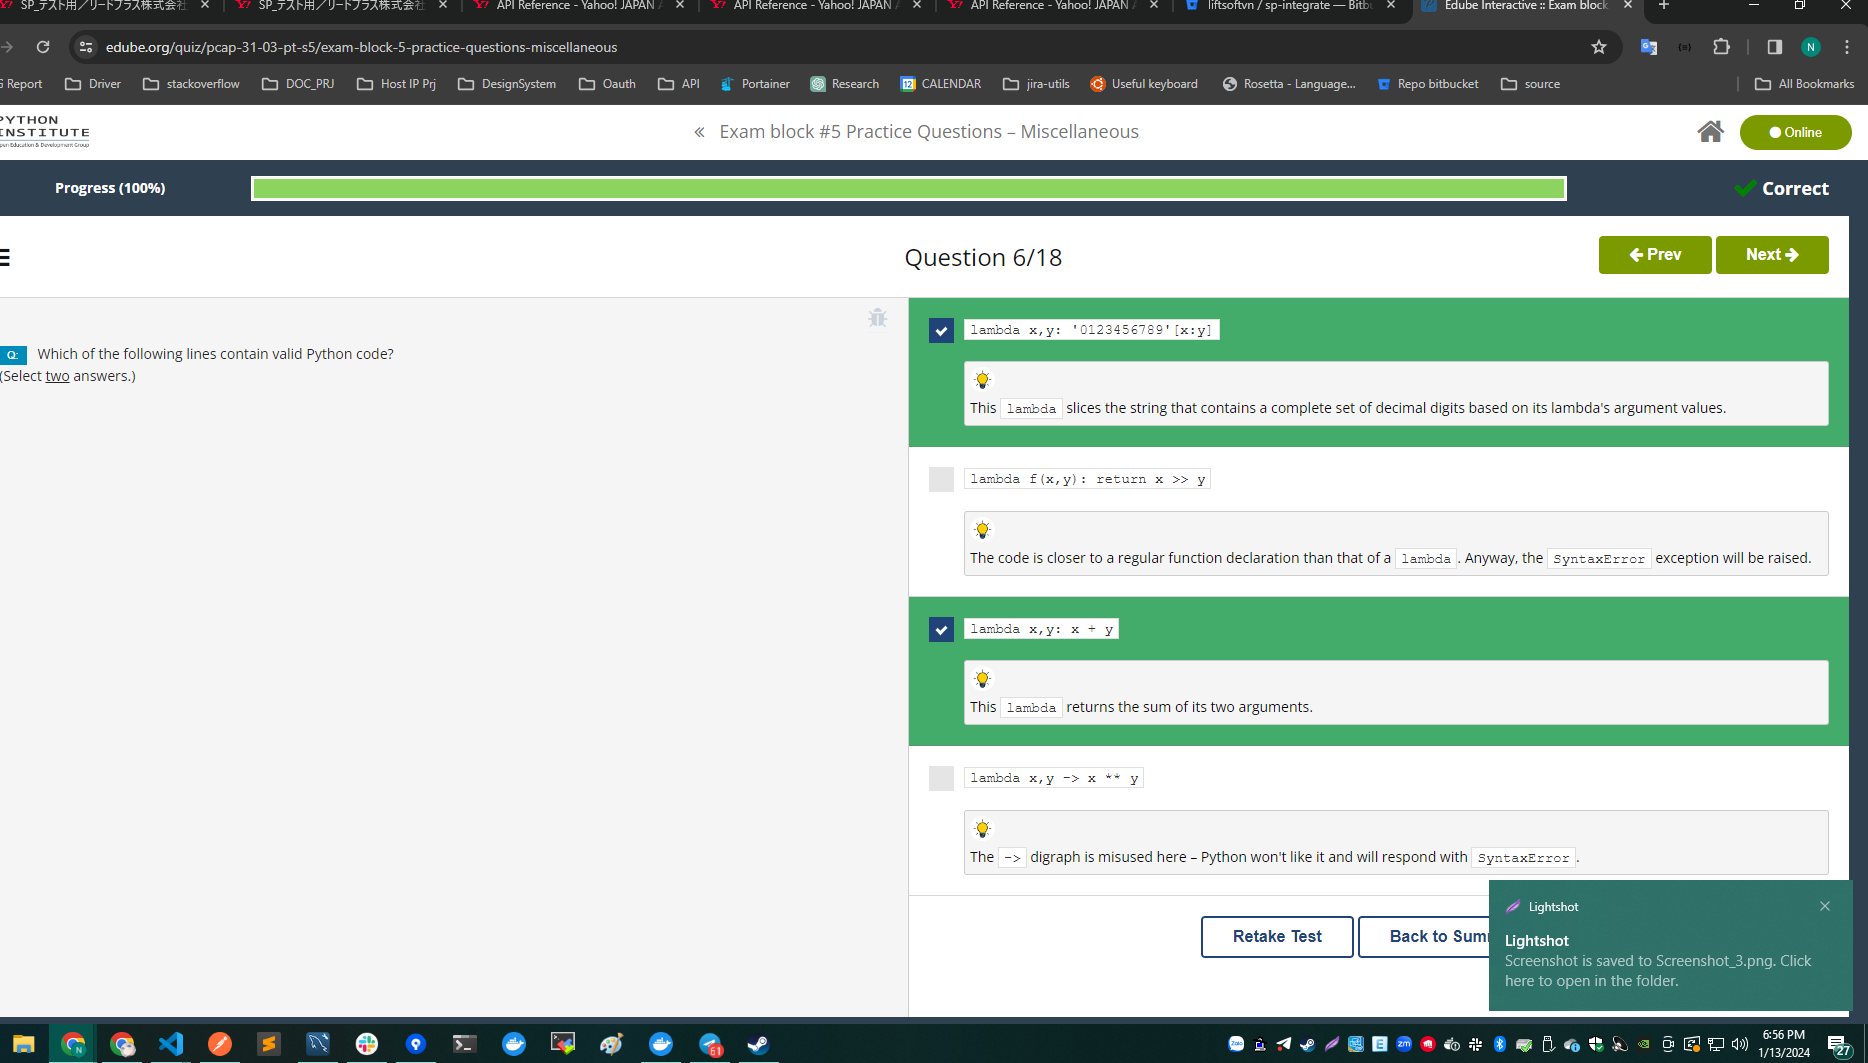 SP_テスト用／リードプラス株式会社
SP_テスト用／リードプラス株式会社
API Reference - Yahoo! JAPAN
API Reference - Yahoo! JAPAN
API Reference - Yahoo! JAPAN
liftsoftvn / sp-integrate — Bitbu
Edube Interactive :: Exam block
edube.org/quiz/pcap-31-03-pt-s5/exam-block-5-practice-questions-miscellaneous
N
G Report
Driver
stackoverflow
DOC_PRJ
Host IP Prj
DesignSystem
Oauth
API
Portainer
Research
CALENDAR
jira-utils
Useful keyboard
Rosetta - Language...
Repo bitbucket
source
All Bookmarks
PYTHON
INSTITUTE
Open Education & Development Group
« Exam block #5 Practice Questions – Miscellaneous
Online
Progress (100%)
Correct
Question 6/18
Prev
Next
Q: Which of the following lines contain valid Python code?
(Select two answers.)
lambda x,y: '0123456789'[x:y]
This lambda slices the string that contains a complete set of decimal digits based on its lambda's argument values.
lambda f(x,y): return x >> y
The code is closer to a regular function declaration than that of a lambda. Anyway, the SyntaxError exception will be raised.
lambda x,y: x + y
This lambda returns the sum of its two arguments.
lambda x,y -> x ** y
The -> digraph is misused here – Python won't like it and will respond with SyntaxError.
Retake Test
Back to Sum
Lightshot
Lightshot
Screenshot is saved to Screenshot_3.png. Click
here to open in the folder.
61
6:56 PM
1/13/2024
27